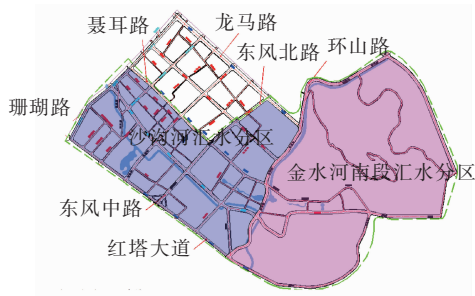 聂耳路
龙马路
东风北路
环山路
珊瑚路
沙沟河汇水分区
金水河南段汇水分区
东风中路
红塔大道